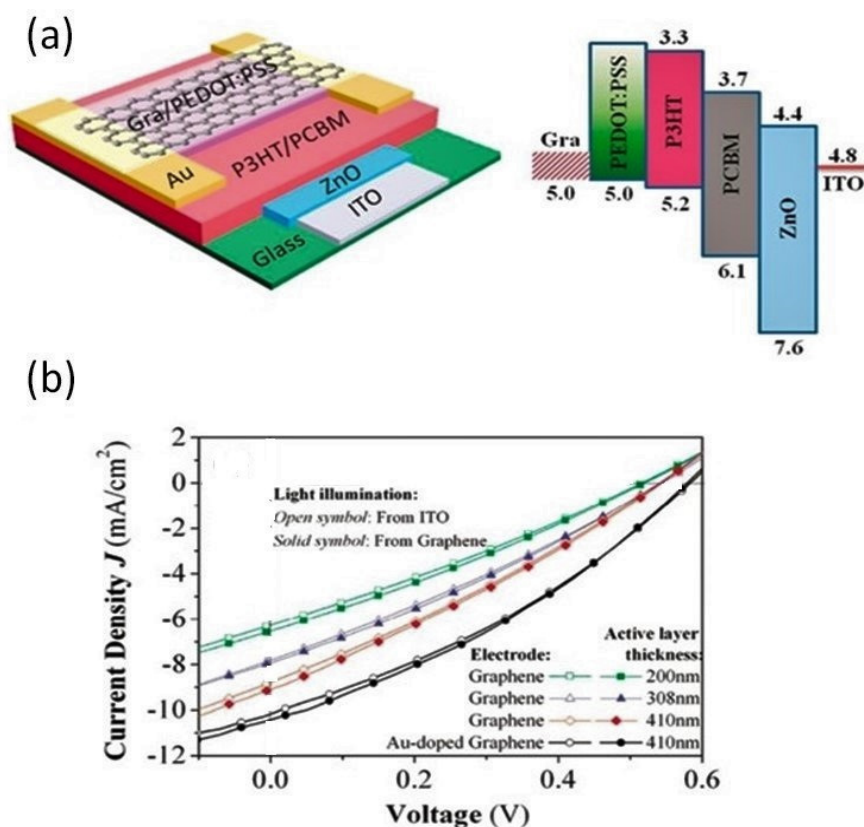 (a)
Gra/PEDOT:PSS
Au
P3HT/PCBM
ZnO
ITO
Glass
Gra
5.0
PEDOT:PSS
5.0
3.3
P3HT
5.2
3.7
PCBM
6.1
4.4
ZnO
7.6
4.8
ITO
(b)
Current Density J (mA/cm²)
2
0
-2
-4
-6
-8
-10
-12
Light illumination:
Open symbol: From ITO
Solid symbol: From Graphene
Electrode: Active layer thickness:
Graphene 200nm
Graphene 308nm
Graphene 410nm
Au-doped Graphene 410nm
0.0 0.2 0.4 0.6
Voltage (V)